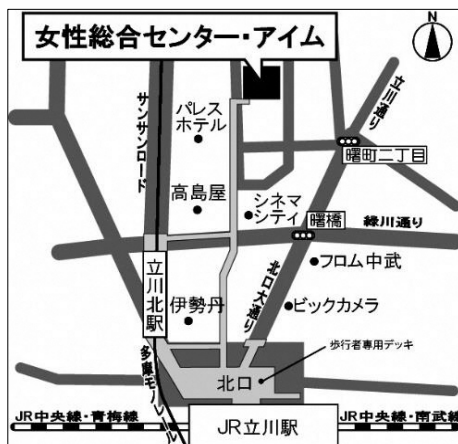 女性総合センター・アイム
N
サンサンロード
パレス
ホテル
立川通り
曙町二丁目
高島屋
シネマ
シティ
曙橋
緑川通り
立川北駅
フロム中武
北口大通り
伊勢丹
ビックカメラ
多摩モノレール
歩行者専用デッキ
北口
JR中央線・青梅線
JR立川駅
JR中央線・南武線